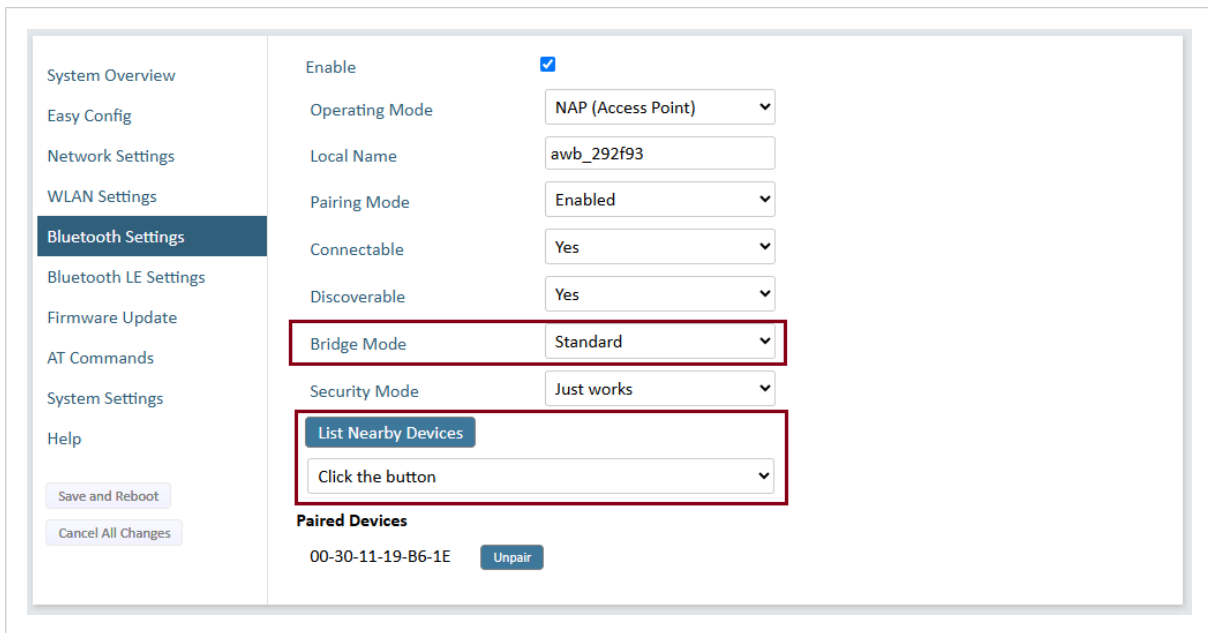 System Overview
Easy Config
Network Settings
WLAN Settings
Bluetooth Settings
Bluetooth LE Settings
Firmware Update
AT Commands
System Settings
Help
Save and Reboot
Cancel All Changes
Enable
Operating Mode NAP (Access Point)
Local Name awb_292f93
Pairing Mode Enabled
Connectable Yes
Discoverable Yes
Bridge Mode Standard
Security Mode Just works
List Nearby Devices
Click the button
Paired Devices
00-30-11-19-B6-1E Unpair